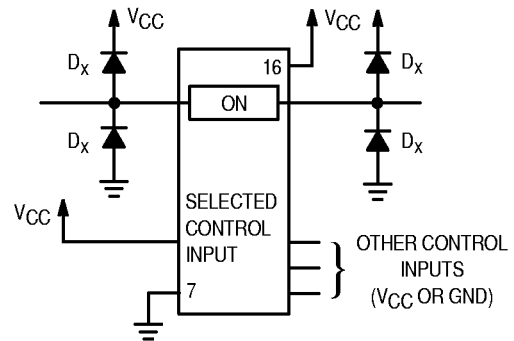 VCC
VCC
DX
16
DX
ON
DX
DX
VCC
SELECTED
CONTROL
INPUT
OTHER CONTROL
INPUTS
(VCC OR GND)
7